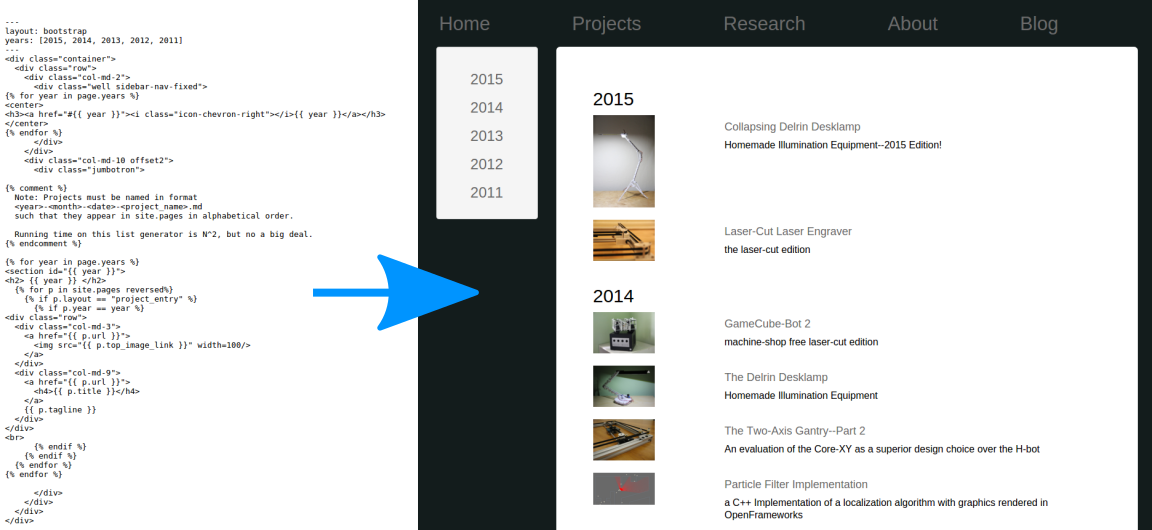 ---
layout: bootstrap
years: [2015, 2014, 2013, 2012, 2011]
---
<div class="container">
  <div class="row">
    <div class="col-md-2">
      <div class="well sidebar-nav-fixed">
{% for year in page.years %}
<center>
<h3><a href="#{{ year }}"><i class="icon-chevron-right"></i>{{ year }}</a></h3>
</center>
{% endfor %}
      </div>
    </div>
    <div class="col-md-10 offset2">
      <div class="jumbotron">

{% comment %}
  Note: Projects must be named in format
  <year>-<month>-<date>-<project_name>.md
  such that they appear in site.pages in alphabetical order.

  Running time on this list generator is N^2, but no a big deal.
{% endcomment %}

{% for year in page.years %}
<section id="{{ year }}">
<h2> {{ year }} </h2>
  {% for p in site.pages reversed%}
    {% if p.layout == "project_entry" %}
      {% if p.year == year %}
<div class="row">
  <div class="col-md-3">
    <a href="{{ p.url }}">
      <img src="{{ p.top_image_link }}" width=100/>
    </a>
  </div>
  <div class="col-md-9">
    <a href="{{ p.url }}">
      <h4>{{ p.title }}</h4>
    </a>
    {{ p.tagline }}
  </div>
</div>
<br>
      {% endif %}
    {% endif %}
  {% endfor %}
{% endfor %}

      </div>
    </div>
  </div>
</div>
Home
Projects
Research
About
Blog
2015
2014
2013
2012
2011
2015
Collapsing Delrin Desklamp
Homemade Illumination Equipment--2015 Edition!
Laser-Cut Laser Engraver
the laser-cut edition
2014
GameCube-Bot 2
machine-shop free laser-cut edition
The Delrin Desklamp
Homemade Illumination Equipment
The Two-Axis Gantry--Part 2
An evaluation of the Core-XY as a superior design choice over the H-bot
Particle Filter Implementation
a C++ Implementation of a localization algorithm with graphics rendered in
OpenFrameworks